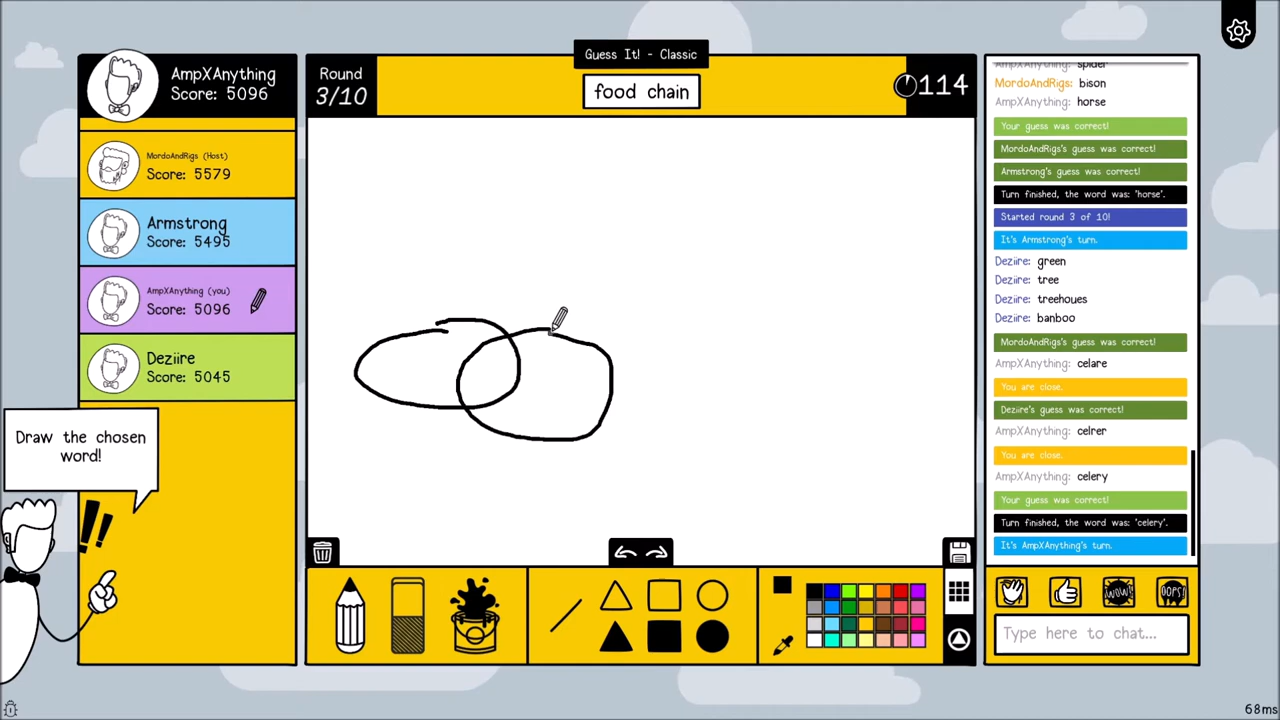 Guess It! - Classic
AmpXAnything
Score: 5096
Round
3/10
food chain
114
MordoAndRigs (Host)
Score: 5579
Armstrong
Score: 5495
AmpXAnything (you)
Score: 5096
Deziire
Score: 5045
Draw the chosen
word!
!!
AmpXAnything: spider
MordoAndRigs: bison
AmpXAnything: horse
Your guess was correct!
MordoAndRigs's guess was correct!
Armstrong's guess was correct!
Turn finished, the word was: 'horse'.
Started round 3 of 10!
It's Armstrong's turn.
Deziire: green
Deziire: tree
Deziire: treehoues
Deziire: banboo
MordoAndRigs's guess was correct!
AmpXAnything: celare
You are close.
Deziire's guess was correct!
AmpXAnything: celrer
You are close.
AmpXAnything: celery
Your guess was correct!
Turn finished, the word was: 'celery'.
It's AmpXAnything's turn.
WOW!
OOPS!
Type here to chat...
68ms